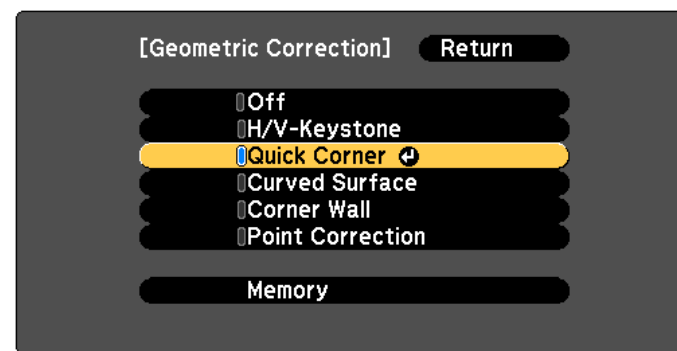 [Geometric Correction] Return
Off
H/V-Keystone
Quick Corner
Curved Surface
Corner Wall
Point Correction
Memory